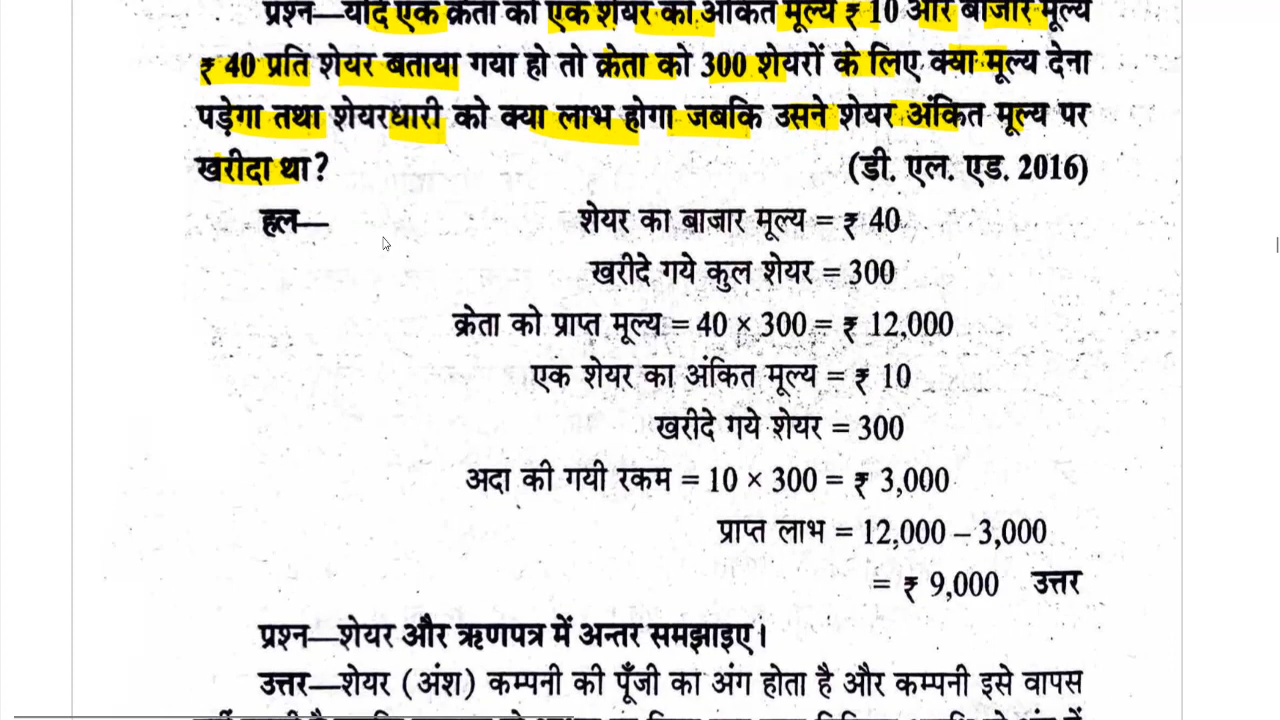 प्रश्न—यदि एक क्रेता को एक शेयर का अंकित मूल्य ₹ 10 और बाजार मूल्य
₹ 40 प्रति शेयर बताया गया हो तो क्रेता को 300 शेयरों के लिए क्या मूल्य देना
पड़ेगा तथा शेयरधारी को क्या लाभ होगा जबकि उसने शेयर अंकित मूल्य पर
खरीदा था? (डी. एल. एड. 2016)
हल— शेयर का बाजार मूल्य = ₹ 40
खरीदे गये कुल शेयर = 300
क्रेता को प्राप्त मूल्य = 40 × 300 = ₹ 12,000
एक शेयर का अंकित मूल्य = ₹ 10
खरीदे गये शेयर = 300
अदा की गयी रकम = 10 × 300 = ₹ 3,000
प्राप्त लाभ = 12,000 – 3,000
= ₹ 9,000 उत्तर
प्रश्न—शेयर और ऋणपत्र में अन्तर समझाइए।
उत्तर—शेयर (अंश) कम्पनी की पूँजी का अंग होता है और कम्पनी इसे वापस